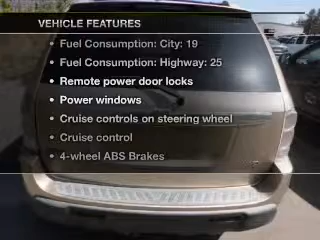 VEHICLE FEATURES
• Fuel Consumption: City: 19
• Fuel Consumption: Highway: 25
• Remote power door locks
• Power windows
• Cruise controls on steering wheel
• Cruise control
• 4-wheel ABS Brakes